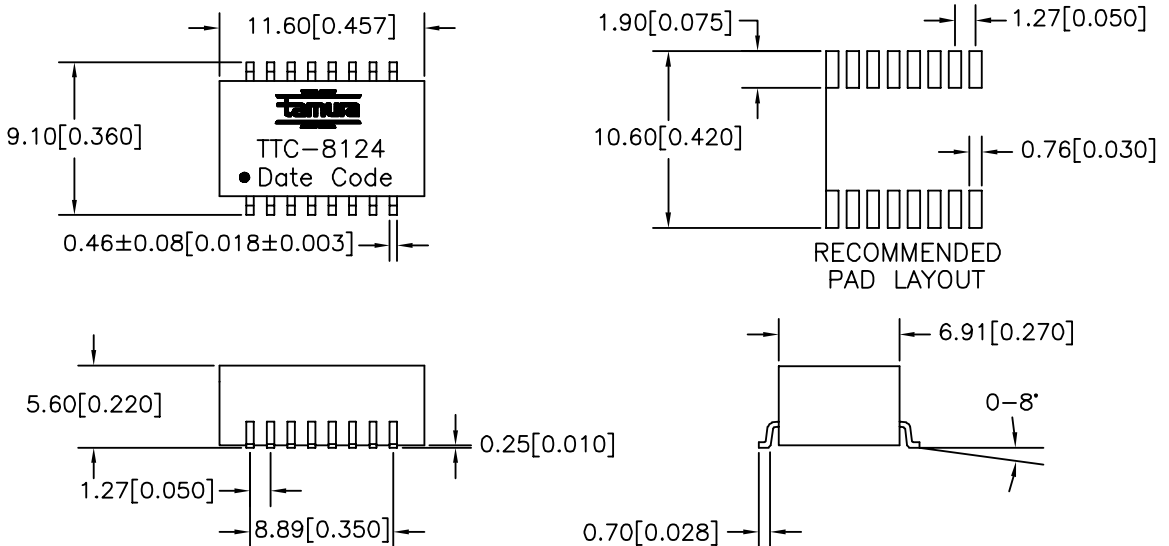 11.60[0.457]
9.10[0.360]
tamura
TTC-8124
Date Code
0.46±0.08[0.018±0.003]
1.90[0.075]
1.27[0.050]
10.60[0.420]
0.76[0.030]
RECOMMENDED
PAD LAYOUT
5.60[0.220]
0.25[0.010]
1.27[0.050]
8.89[0.350]
6.91[0.270]
0-8°
0.70[0.028]